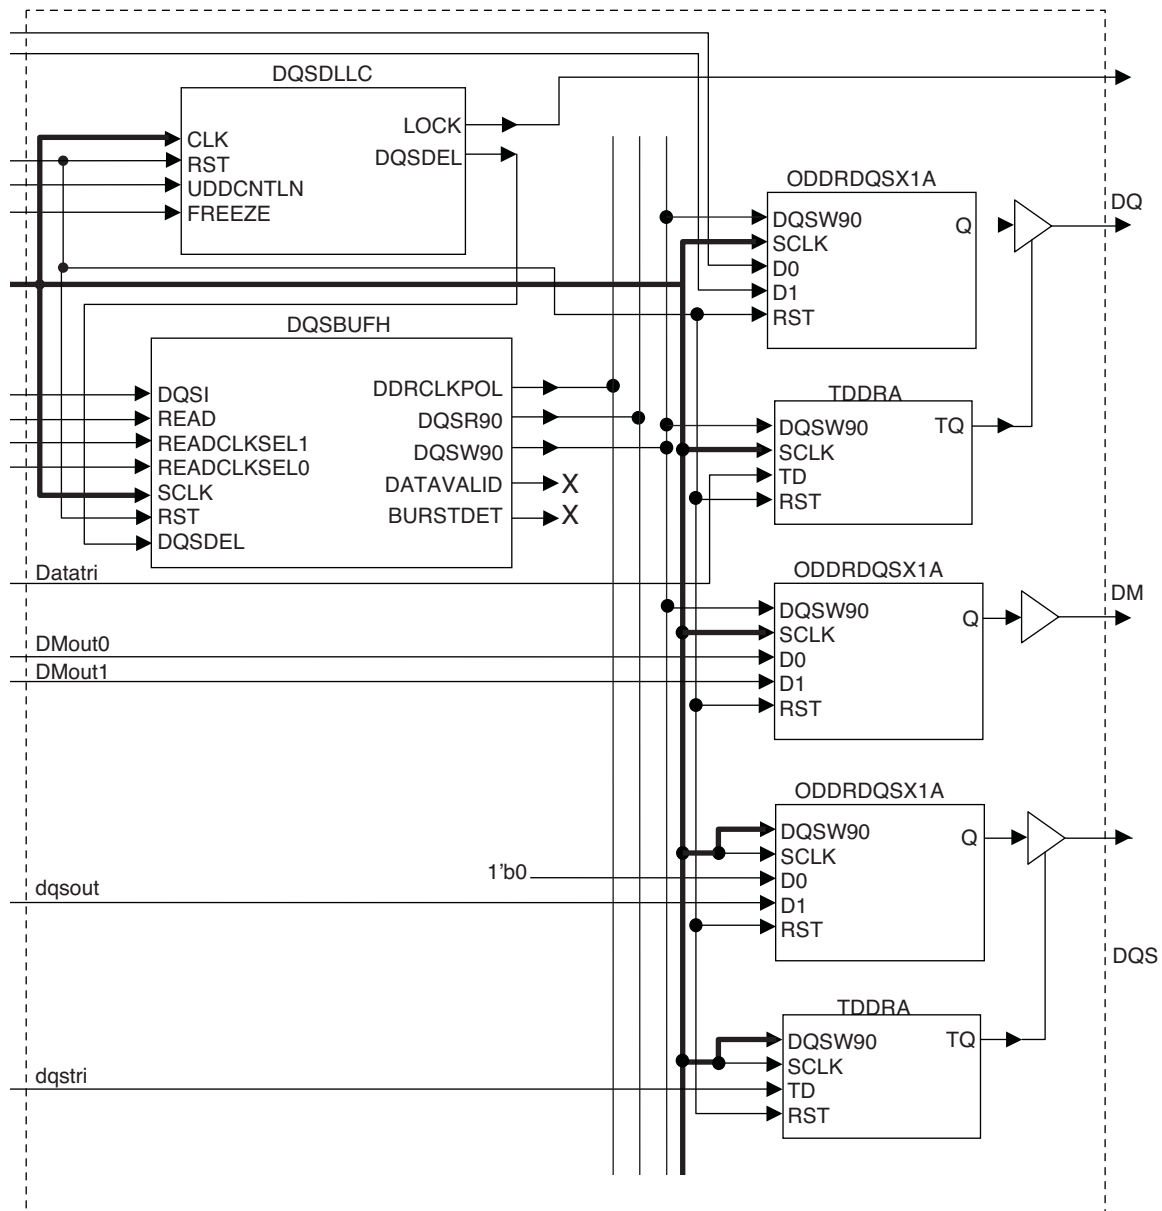 DQSDLLC
CLK
RST
UDDCNTLN
FREEZE
LOCK
DQSDEL
DQSBUFH
DQSI
READ
READCLKSEL1
READCLKSEL0
SCLK
RST
DQSDEL
DDRCLKPOL
DQSR90
DQSW90
DATAVALID
BURSTDET
X
X
ODDRDQSX1A
DQSW90
SCLK
D0
D1
RST
Q
DQ
TDDRA
DQSW90
SCLK
TD
RST
TQ
Datatri
ODDRDQSX1A
DQSW90
SCLK
D0
D1
RST
Q
DM
DMout0
DMout1
ODDRDQSX1A
DQSW90
SCLK
D0
D1
RST
Q
1'b0
dqsout
DQS
TDDRA
DQSW90
SCLK
TD
RST
TQ
dqstri